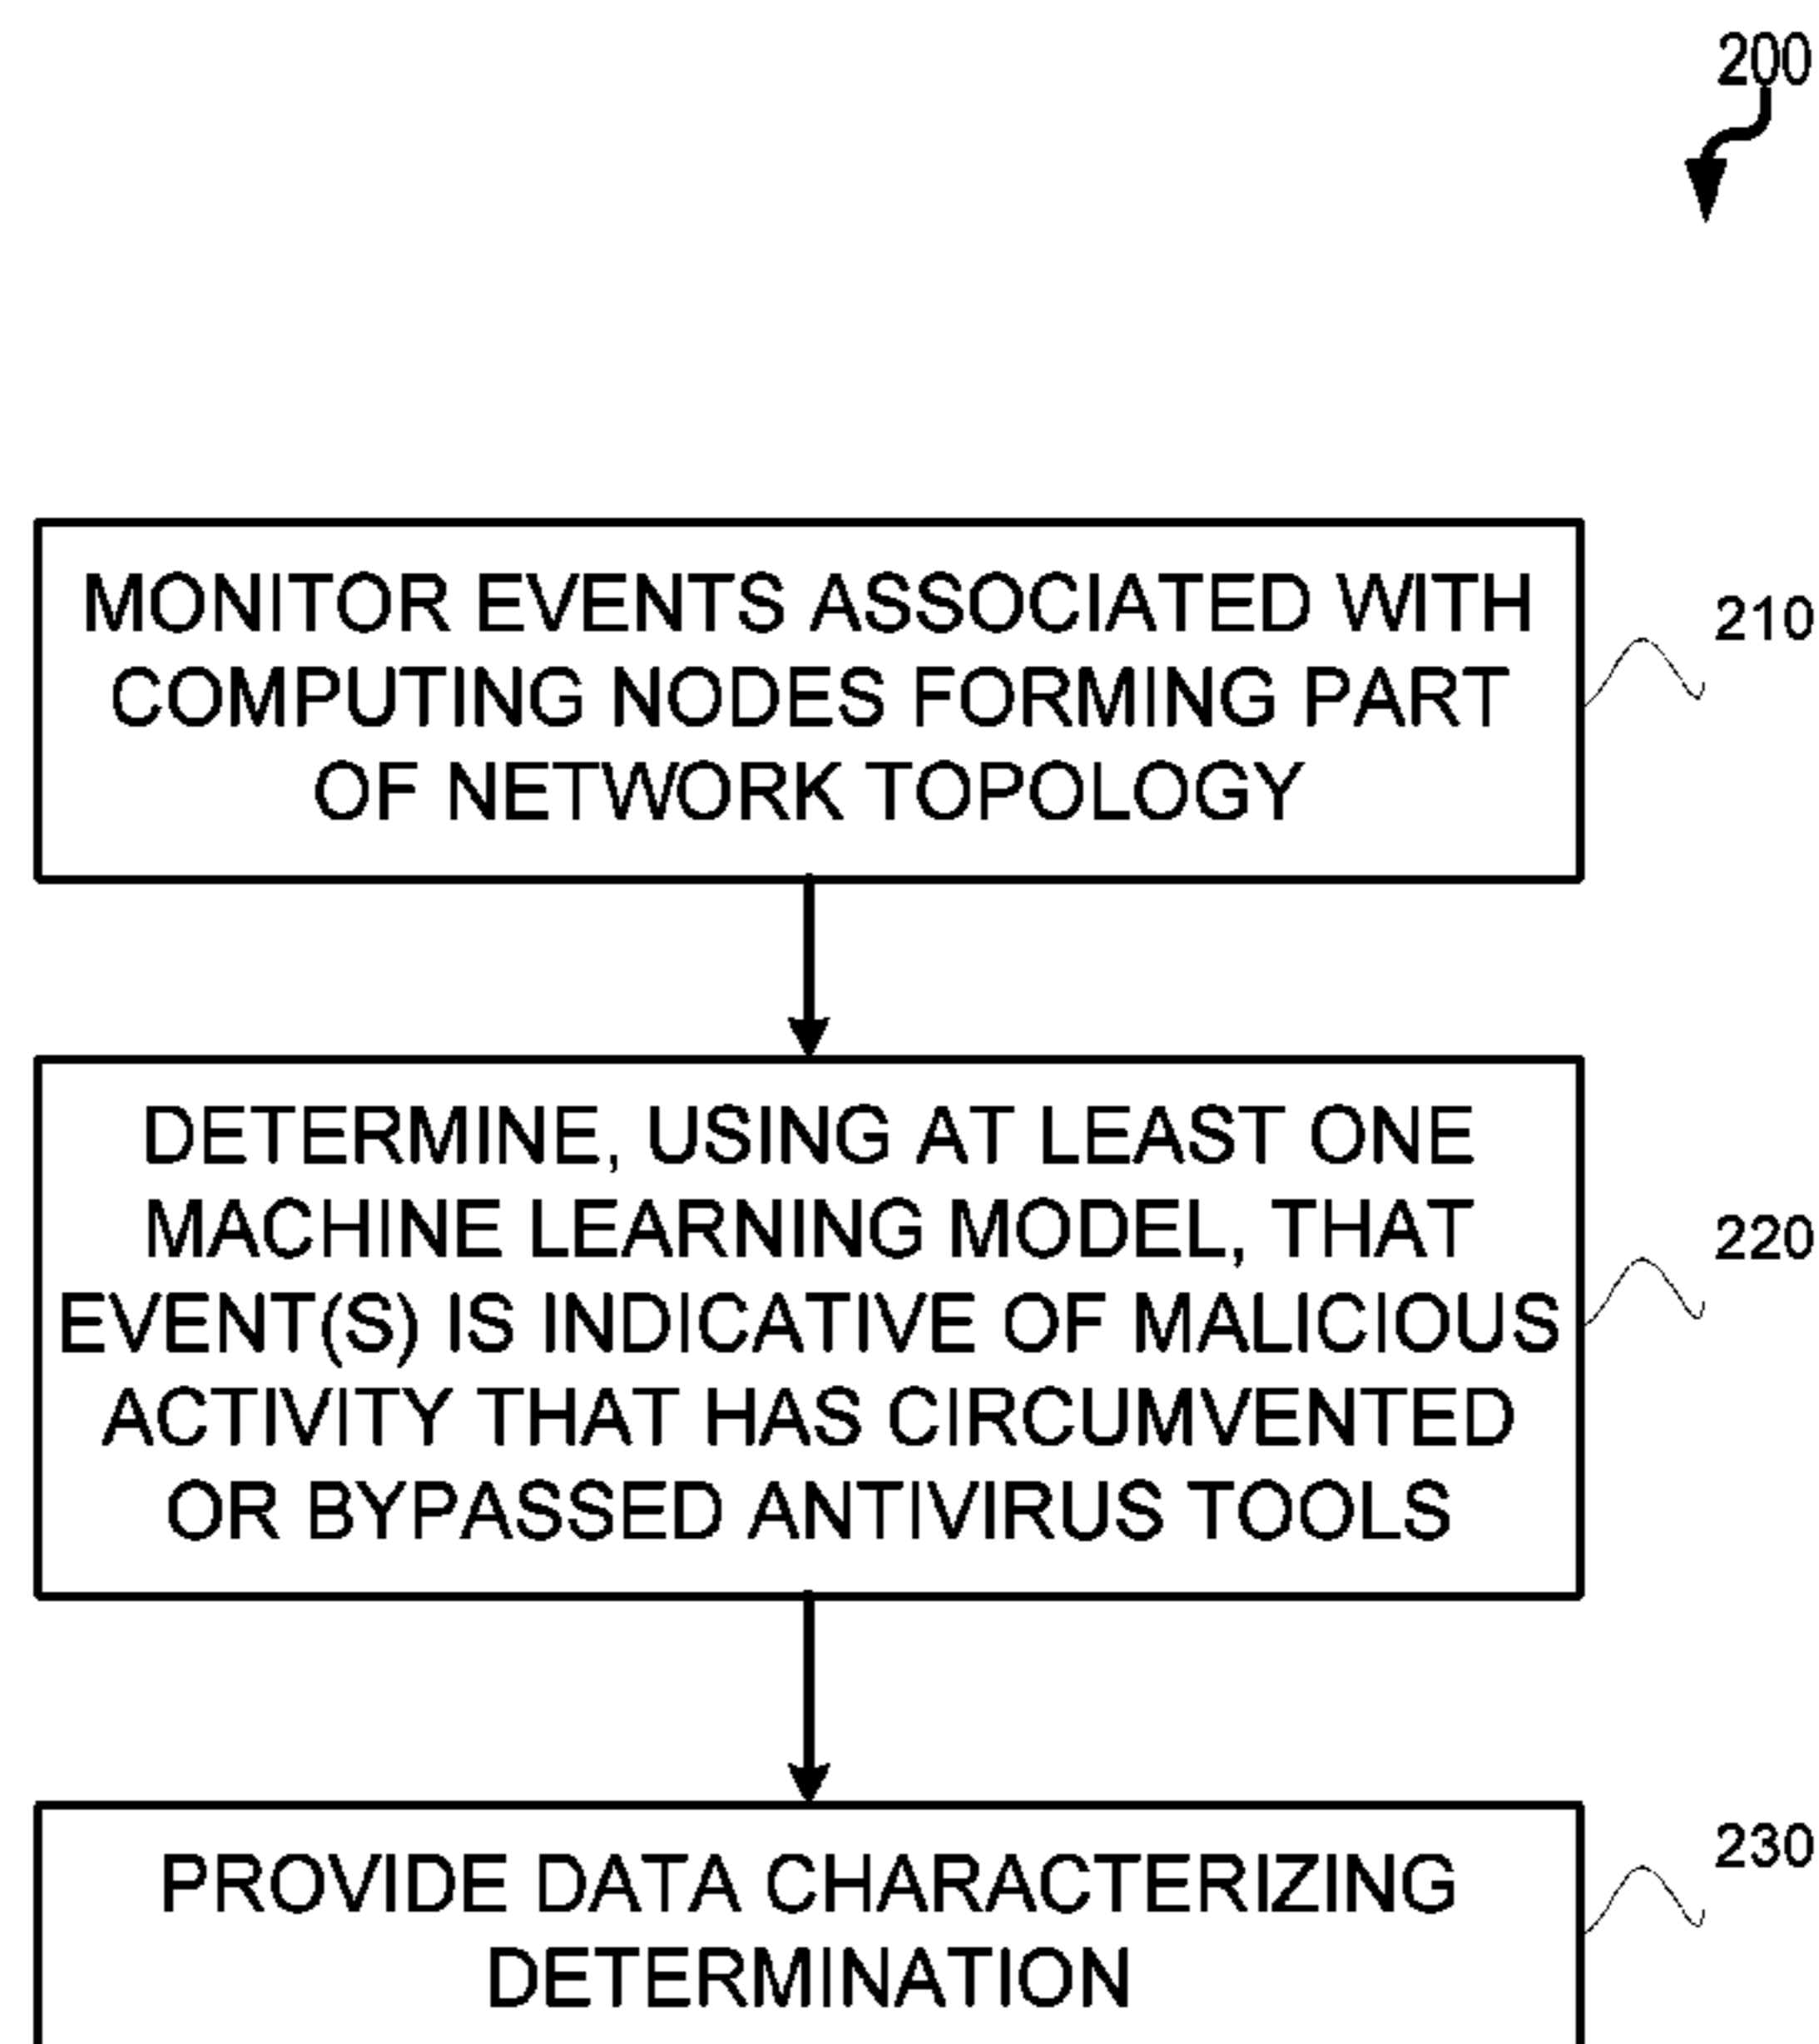 200
MONITOR EVENTS ASSOCIATED WITH
COMPUTING NODES FORMING PART
OF NETWORK TOPOLOGY
210
DETERMINE, USING AT LEAST ONE
MACHINE LEARNING MODEL, THAT
EVENT(S) IS INDICATIVE OF MALICIOUS
ACTIVITY THAT HAS CIRCUMVENTED
OR BYPASSED ANTIVIRUS TOOLS
220
PROVIDE DATA CHARACTERIZING
DETERMINATION
230